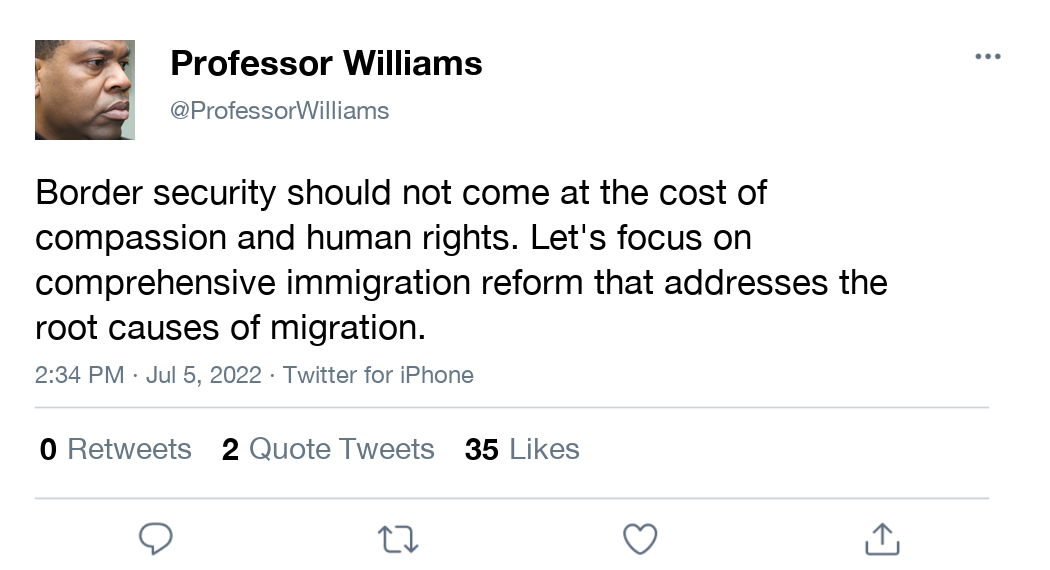 Professor Williams
@ProfessorWilliams
Border security should not come at the cost of
compassion and human rights. Let's focus on
comprehensive immigration reform that addresses the
root causes of migration.
2:34 PM · Jul 5, 2022 · Twitter for iPhone
0 Retweets 2 Quote Tweets 35 Likes